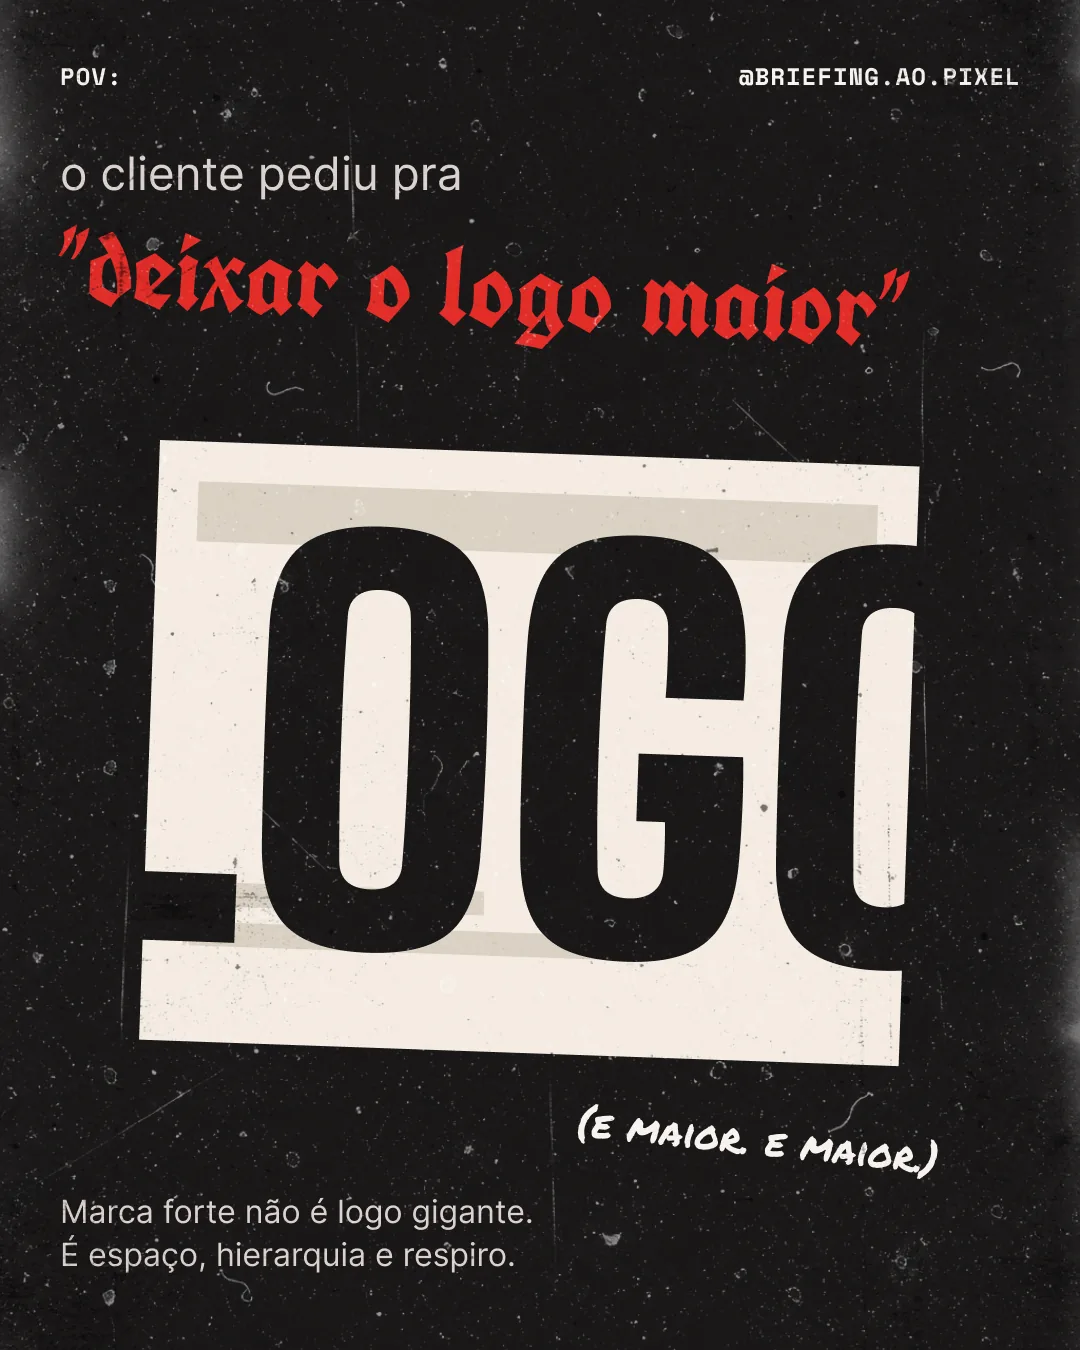 POV:
@BRIEFING.AO.PIXEL
o cliente pediu pra
"deixar o logo maior"
LOGO
(E MAIOR. E MAIOR.)
Marca forte não é logo gigante.
É espaço, hierarquia e respiro.